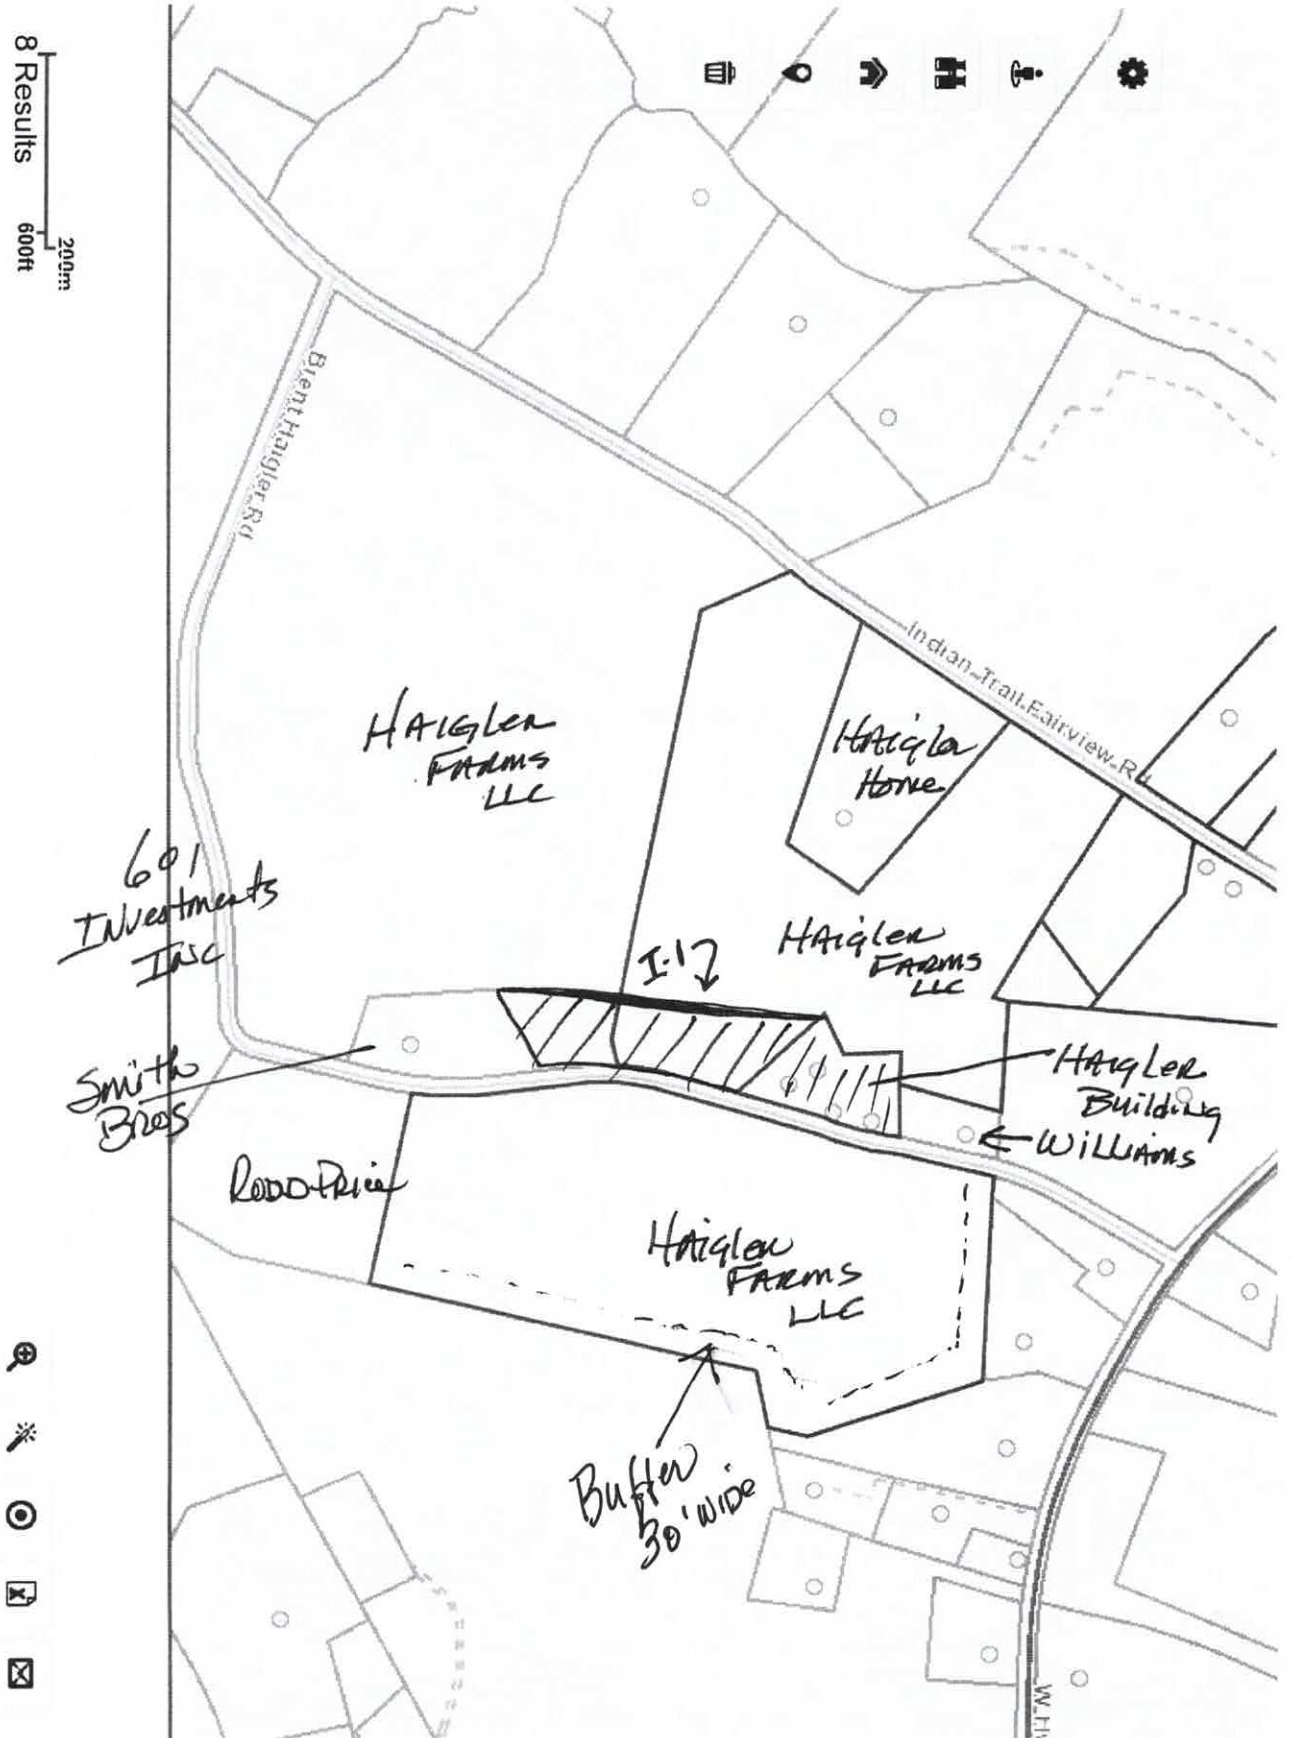 8 Results
200m
600ft
Brent Haigler Rd
Indian-Trail-Fairview-Rd
HAIGLER
FARMS
LLC
HAIGLER
HOME
601
INVESTMENTS
INC
I-1
HAIGLER
FARMS
LLC
Smith
BROS
HAIGLER
Building
WILLIAMS
HAIGLER
FARMS
LLC
Buffer
30' WIDE
W.H